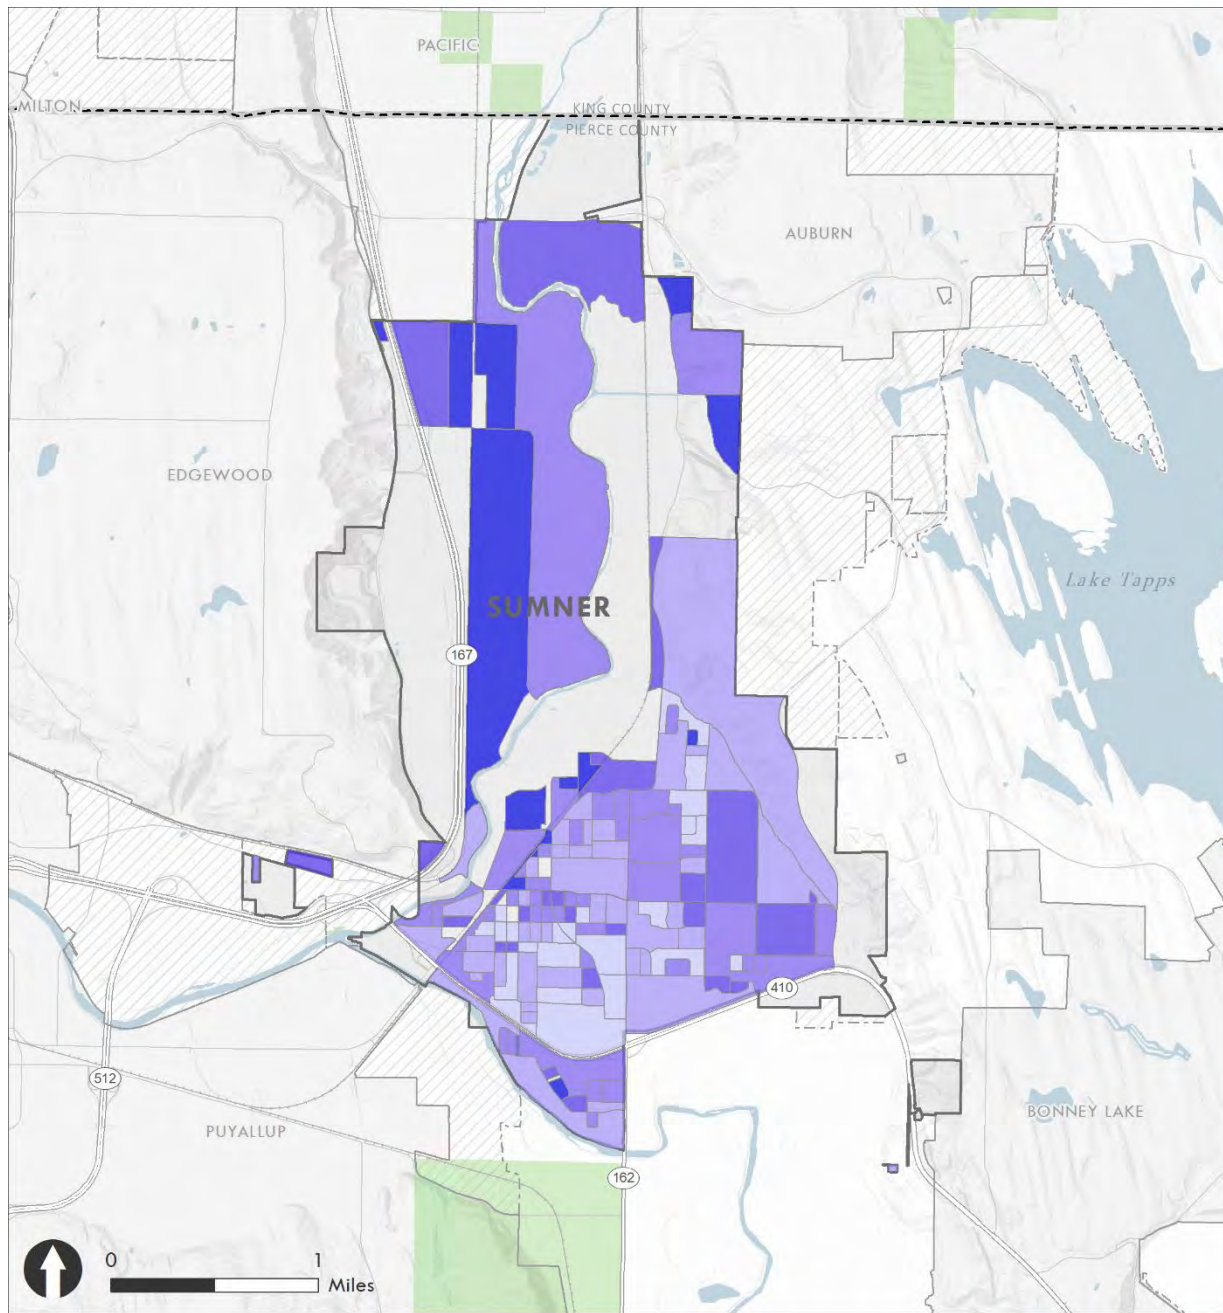 PACIFIC
MILTON
KING COUNTY
PIERCE COUNTY
AUBURN
EDGEWOOD
Lake Tapps
SUMNER
167
410
512
BONNEY LAKE
PUYALLUP
162
0 1
Miles